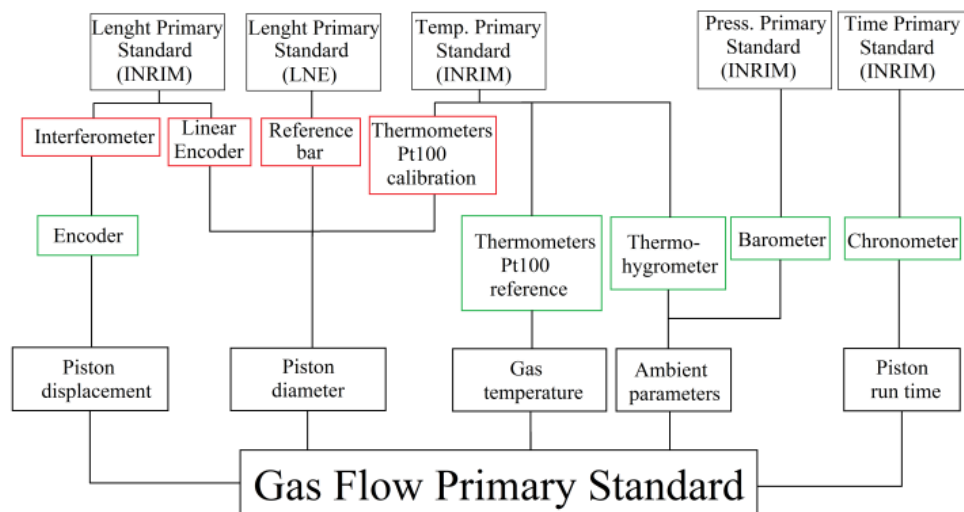 Lenght Primary
Standard
(INRIM)
Lenght Primary
Standard
(LNE)
Temp. Primary
Standard
(INRIM)
Press. Primary
Standard
(INRIM)
Time Primary
Standard
(INRIM)
Interferometer
Linear
Encoder
Reference
bar
Thermometers
Pt100
calibration
Encoder
Thermometers
Pt100
reference
Thermo-
hygrometer
Barometer
Chronometer
Piston
displacement
Piston
diameter
Gas
temperature
Ambient
parameters
Piston
run time
Gas Flow Primary Standard